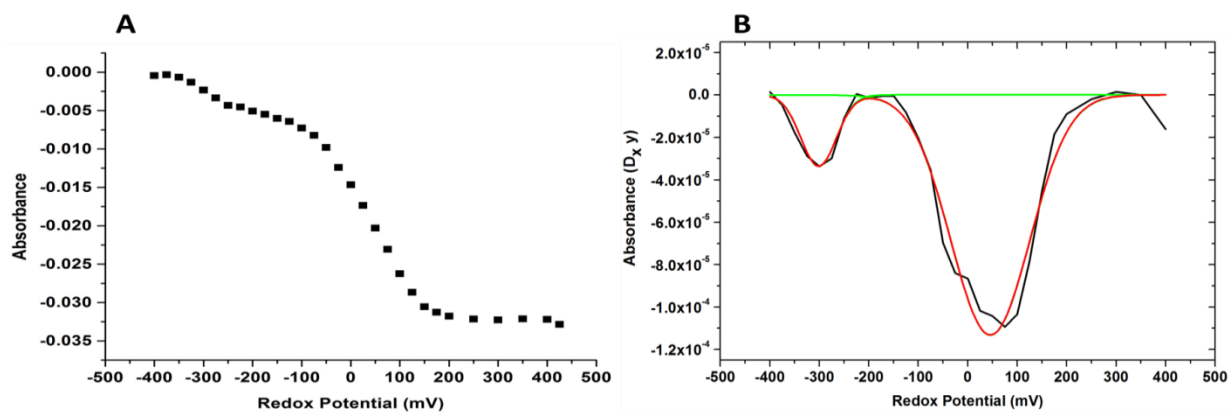 A
0.000
-0.005
-0.010
-0.015
-0.020
-0.025
-0.030
-0.035
Absorbance
-500 -400 -300 -200 -100 0 100 200 300 400 500
Redox Potential (mV)
B
2.0x10-5
0.0
-2.0x10-5
-4.0x10-5
-6.0x10-5
-8.0x10-5
-1.0x10-4
-1.2x10-4
Absorbance (Dx y)
-500 -400 -300 -200 -100 0 100 200 300 400 500
Redox Potential (mV)